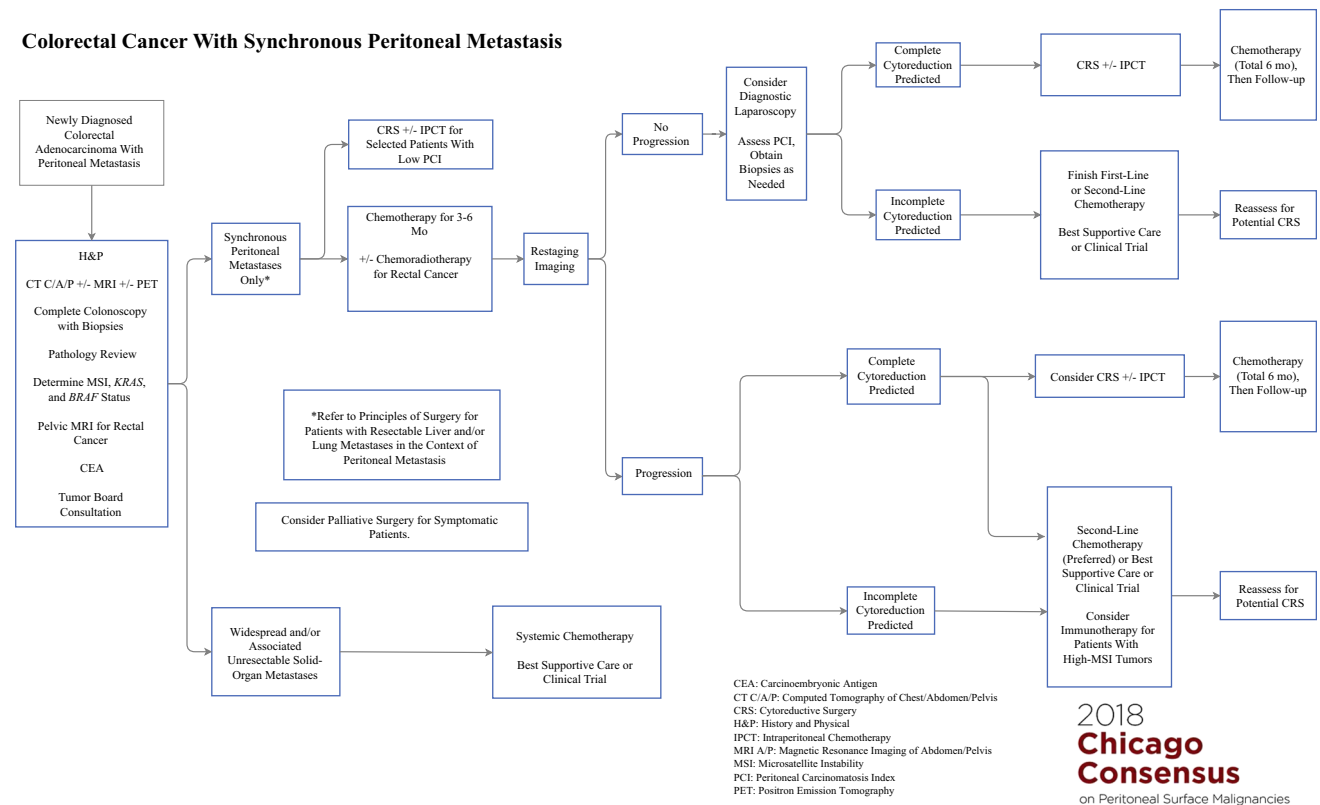 Colorectal Cancer With Synchronous Peritoneal Metastasis
Newly Diagnosed
Colorectal
Adenocarcinoma With
Peritoneal Metastasis
H&P
CT C/A/P +/- MRI +/- PET
Complete Colonoscopy
with Biopsies
Pathology Review
Determine MSI, KRAS,
and BRAF Status
Pelvic MRI for Rectal
Cancer
CEA
Tumor Board
Consultation
Synchronous
Peritoneal
Metastases
Only*
CRS +/- IPCT for
Selected Patients With
Low PCI
Chemotherapy for 3-6
Mo
+/- Chemoradiotherapy
for Rectal Cancer
Restaging
Imaging
*Refer to Principles of Surgery for
Patients with Resectable Liver and/or
Lung Metastases in the Context of
Peritoneal Metastasis
Consider Palliative Surgery for Symptomatic
Patients.
Widespread and/or
Associated
Unresectable Solid-
Organ Metastases
Systemic Chemotherapy
Best Supportive Care or
Clinical Trial
No
Progression
Consider
Diagnostic
Laparoscopy
Assess PCI,
Obtain
Biopsies as
Needed
Complete
Cytoreduction
Predicted
CRS +/- IPCT
Chemotherapy
(Total 6 mo),
Then Follow-up
Incomplete
Cytoreduction
Predicted
Finish First-Line
or Second-Line
Chemotherapy
Best Supportive Care
or Clinical Trial
Reassess for
Potential CRS
Progression
Complete
Cytoreduction
Predicted
Consider CRS +/- IPCT
Chemotherapy
(Total 6 mo),
Then Follow-up
Incomplete
Cytoreduction
Predicted
Second-Line
Chemotherapy
(Preferred) or Best
Supportive Care or
Clinical Trial
Consider
Immunotherapy for
Patients With
High-MSI Tumors
Reassess for
Potential CRS
CEA: Carcinoembryonic Antigen
CT C/A/P: Computed Tomography of Chest/Abdomen/Pelvis
CRS: Cytoreductive Surgery
H&P: History and Physical
IPCT: Intraperitoneal Chemotherapy
MRI A/P: Magnetic Resonance Imaging of Abdomen/Pelvis
MSI: Microsatellite Instability
PCI: Peritoneal Carcinomatosis Index
PET: Positron Emission Tomography
2018
Chicago
Consensus
on Peritoneal Surface Malignancies